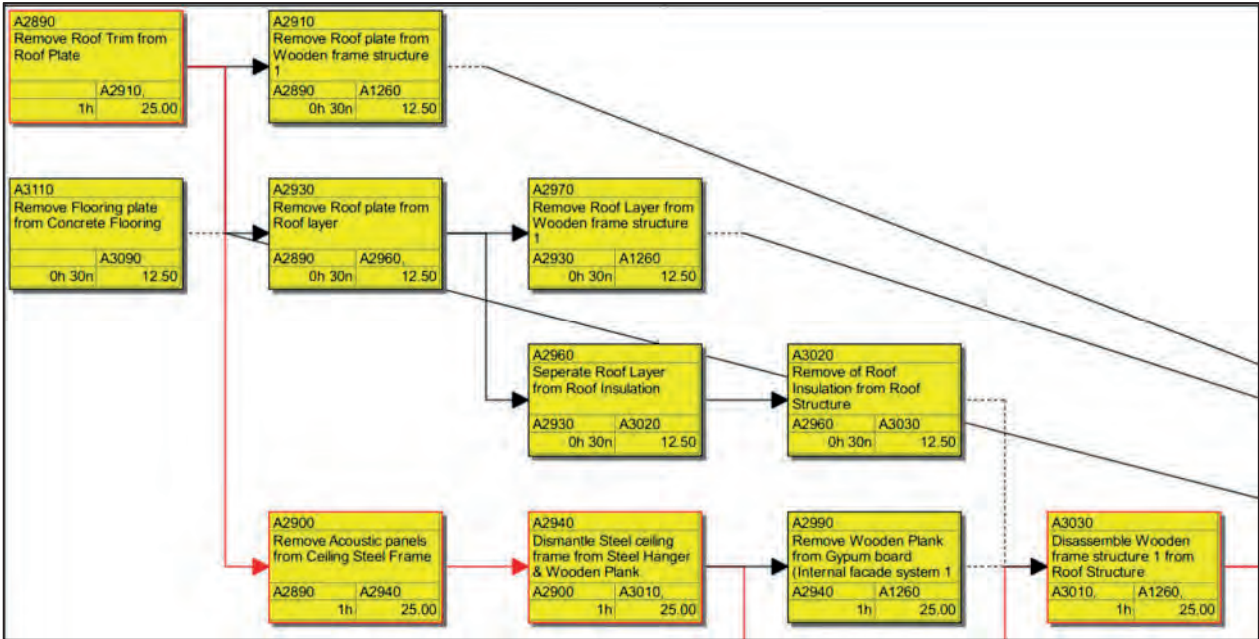 A2890
Remove Roof Trim from
Roof Plate
A2910,
1h 25.00
A2910
Remove Roof plate from
Wooden frame structure
1
A2890 A1260
0h 30n 12.50
A3110
Remove Flooring plate
from Concrete Flooring
A3090
0h 30n 12.50
A2930
Remove Roof plate from
Roof layer
A2890 A2960,
0h 30n 12.50
A2970
Remove Roof Layer from
Wooden frame structure
1
A2930 A1260
0h 30n 12.50
A2960
Seperate Roof Layer
from Roof Insulation
A2930 A3020
0h 30n 12.50
A3020
Remove of Roof
Insulation from Roof
Structure
A2960 A3030
0h 30n 12.50
A2900
Remove Acoustic panels
from Ceiling Steel Frame
A2890 A2940
1h 25.00
A2940
Dismantle Steel ceiling
frame from Steel Hanger
& Wooden Plank
A2900 A3010,
1h 25.00
A2990
Remove Wooden Plank
from Gypum board
(Internal facade system 1
A2940 A1260
1h 25.00
A3030
Disassemble Wooden
frame structure 1 from
Roof Structure
A3010, A1260,
1h 25.00